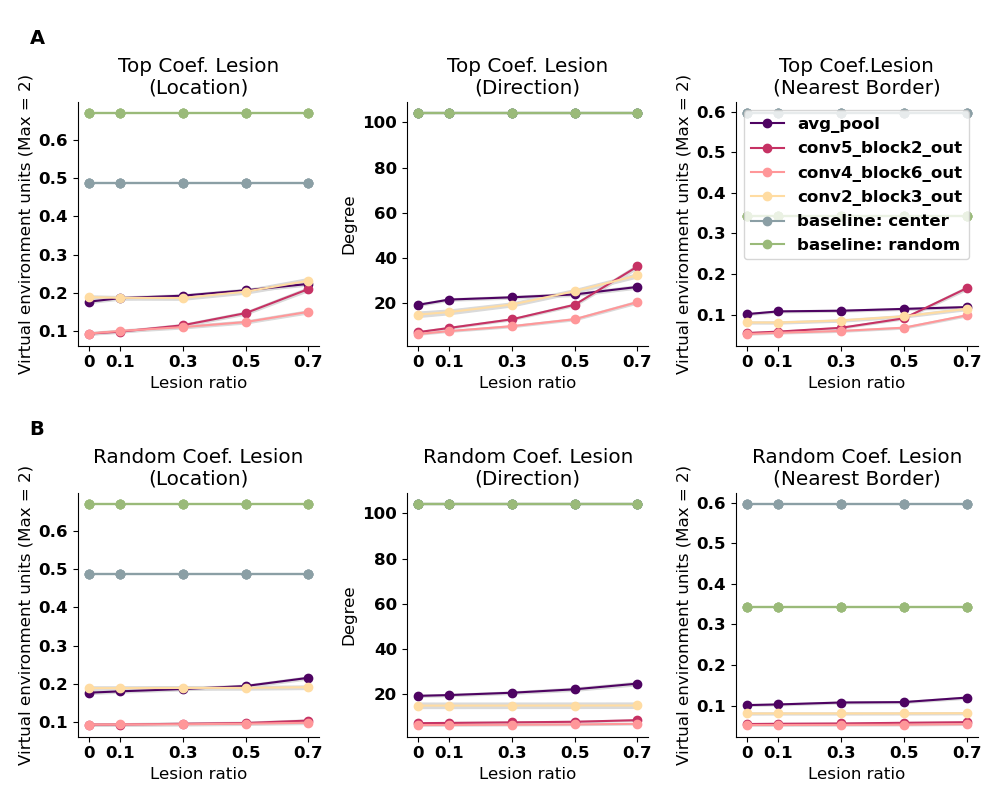 A
Top Coef. Lesion
(Location)
Virtual environment units (Max = 2)
0.6
0.5
0.4
0.3
0.2
0.1
0 0.1 0.3 0.5 0.7
Lesion ratio
Top Coef. Lesion
(Direction)
Degree
100
80
60
40
20
0 0.1 0.3 0.5 0.7
Lesion ratio
Top Coef.Lesion
(Nearest Border)
Virtual environment units (Max = 2)
0.6
0.5
0.4
0.3
0.2
0.1
avg_pool
conv5_block2_out
conv4_block6_out
conv2_block3_out
baseline: center
baseline: random
0 0.1 0.3 0.5 0.7
Lesion ratio
B
Random Coef. Lesion
(Location)
Virtual environment units (Max = 2)
0.6
0.5
0.4
0.3
0.2
0.1
0 0.1 0.3 0.5 0.7
Lesion ratio
Random Coef. Lesion
(Direction)
Degree
100
80
60
40
20
0 0.1 0.3 0.5 0.7
Lesion ratio
Random Coef. Lesion
(Nearest Border)
Virtual environment units (Max = 2)
0.6
0.5
0.4
0.3
0.2
0.1
0 0.1 0.3 0.5 0.7
Lesion ratio